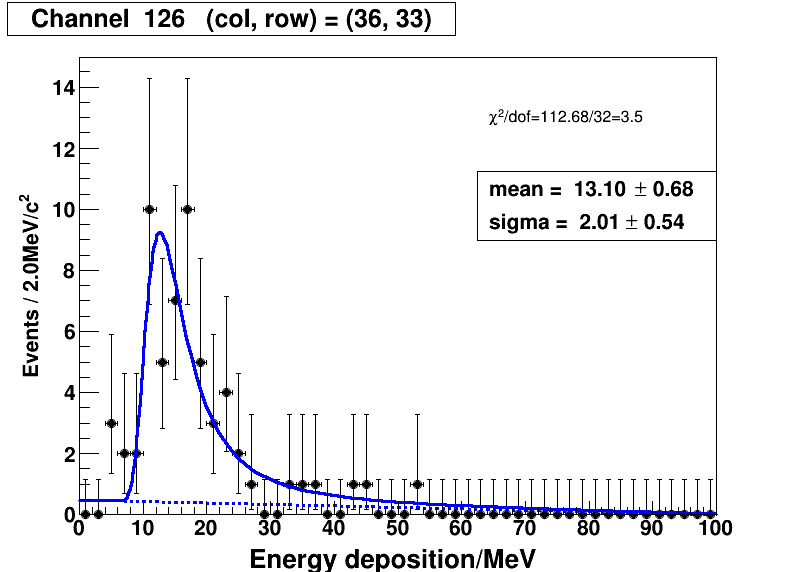 Channel 126 (col, row) = (36, 33)
χ²/dof=112.68/32=3.5
mean = 13.10 ± 0.68
sigma = 2.01 ± 0.54
Events / 2.0MeV/c²
14
12
10
8
6
4
2
0
0 10 20 30 40 50 60 70 80 90 100
Energy deposition/MeV